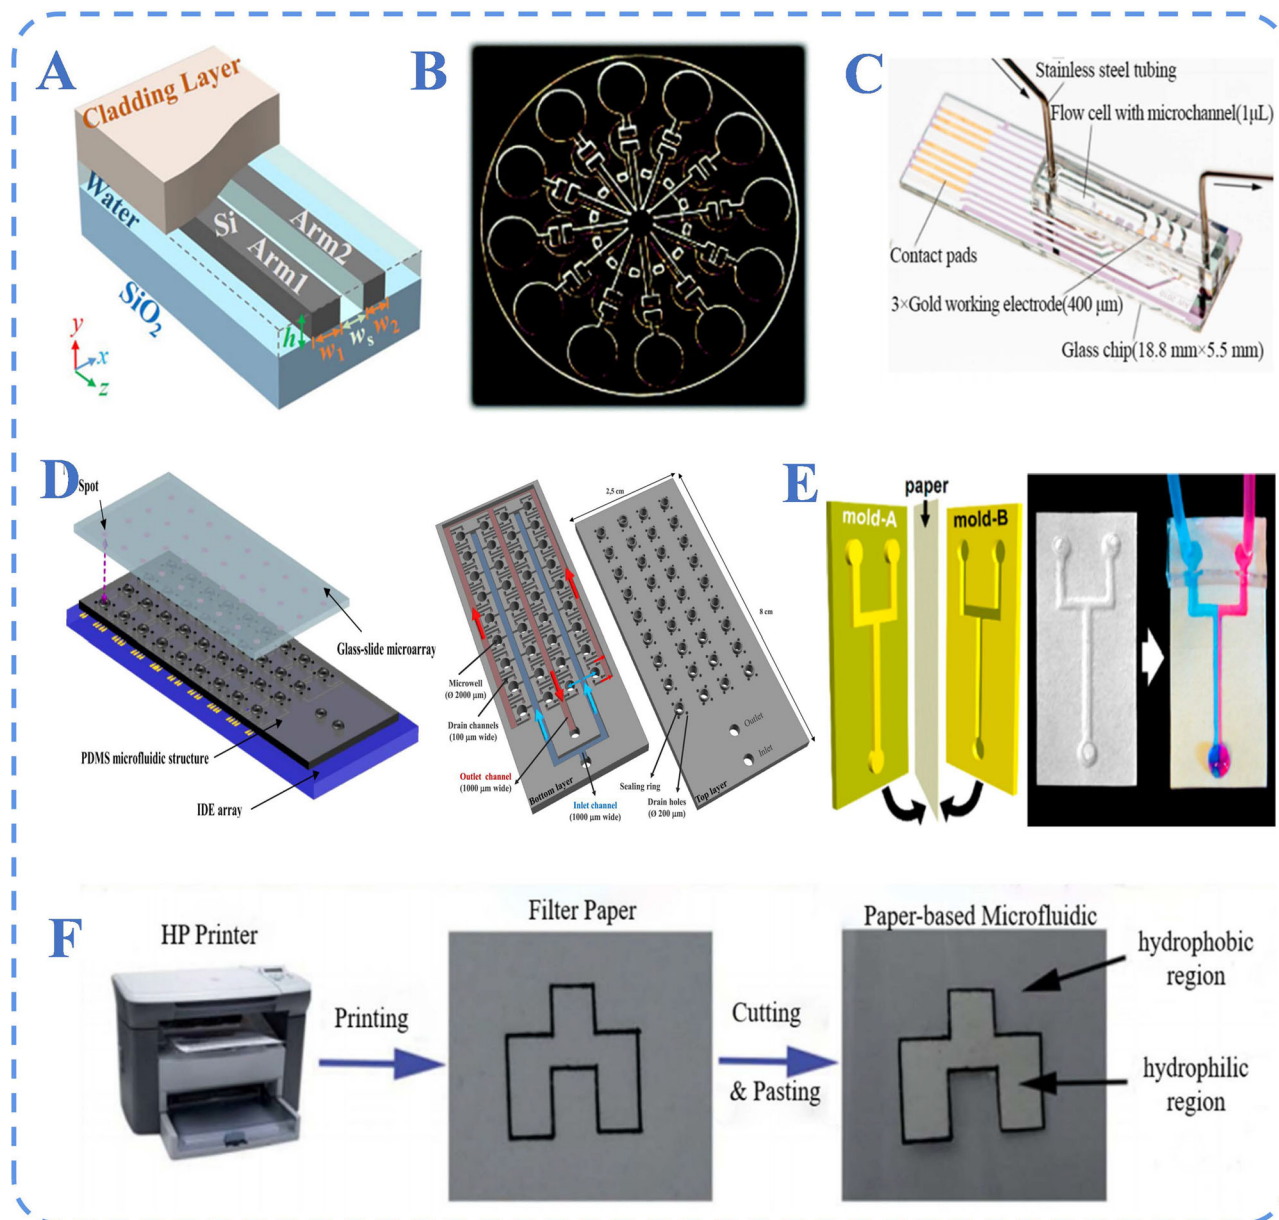 A
Cladding Layer
Water
Si
Arm1
Arm2
SiO2
h
w1
ws
w2
y
x
z
B
C
Stainless steel tubing
Flow cell with microchannel(1μL)
Contact pads
3×Gold working electrode(400 μm)
Glass chip(18.8 mm×5.5 mm)
D
Spot
Glass-slide microarray
PDMS microfluidic structure
IDE array
Microwell
(Ø 2000 μm)
Drain channels
(100 μm wide)
Outlet channel
(1000 μm wide)
Bottom layer
Inlet channel
(1000 μm wide)
2,5 cm
8 cm
Outlet
Inlet
Sealing ring
Drain holes
(Ø 200 μm)
Top layer
E
paper
mold-A
mold-B
F
HP Printer
Printing
Filter Paper
Cutting
& Pasting
Paper-based Microfluidic
hydrophobic
region
hydrophilic
region